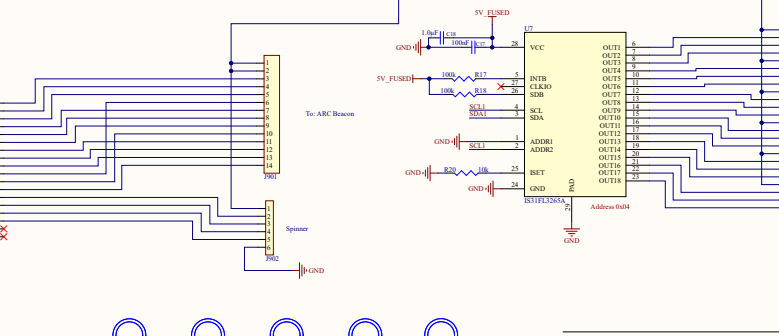 5V_FUSED
U7
1.0μF C18
100nF C17
GND
28 VCC
OUT1 6
OUT2 7
OUT3 8
OUT4 9
OUT5 10
OUT6 11
OUT7 12
OUT8 13
OUT9 14
OUT10 15
OUT11 16
OUT12 17
OUT13 18
OUT14 19
OUT15 20
OUT16 21
OUT17 22
OUT18 23
5V_FUSED
100k R17
5 INTB
27 CLKIO
100k R18
26 SDB
SCL1 4 SCL
SDA1 3 SDA
GND 1 ADDR1
SCL1 2 ADDR2
GND R20 10k 25 ISET
GND 24 GND
PAD
29
IS31FL3265A
Address 0x04
GND
1
2
3
4
5
6
7
8
9
10
11
12
13
14
J901
To: ARC Beacon
1
2
3
4
5
6
J902
Spinner
GND